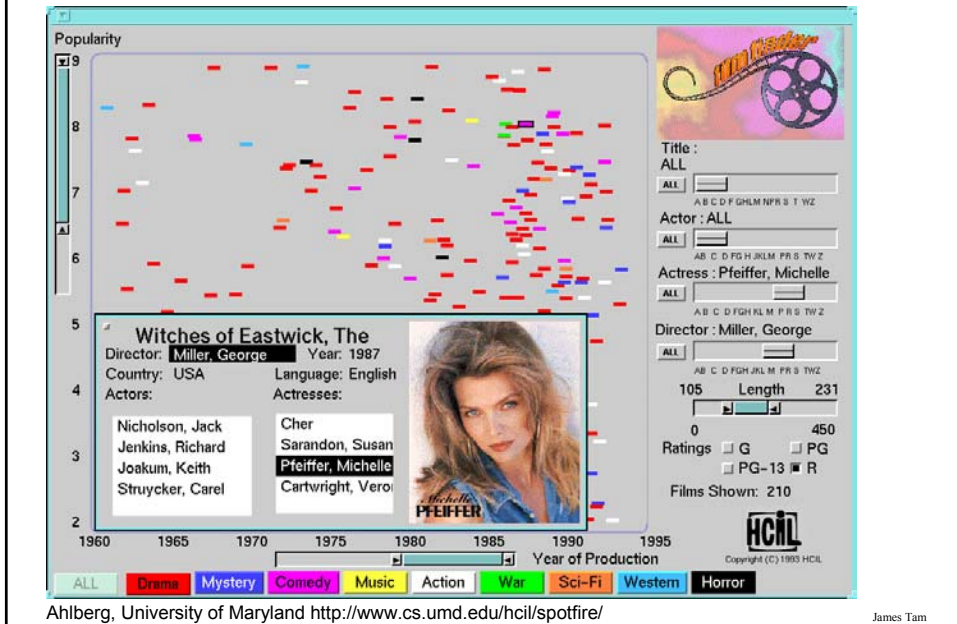 Popularity
9
8
7
6
5
4
3
2
1960 1965 1970 1975 1980 1985 1990 1995
Year of Production
Witches of Eastwick, The
Director: Miller, George Year: 1987
Country: USA Language: English
Actors: Actresses:
Nicholson, Jack Cher
Jenkins, Richard Sarandon, Susan
Joakum, Keith Pfeiffer, Michelle
Struycker, Carel Cartwright, Vero
Michelle
PFEIFFER
Title :
ALL
ALL
A B C D F G H L M N P R S T W Z
Actor : ALL
ALL
A B C D F G H J K L M P R S T W Z
Actress : Pfeiffer, Michelle
ALL
A B C D F G H K L M P R S T W Z
Director : Miller, George
ALL
A B C D F G H J K L M P R S T W Z
105 Length 231
0 450
Ratings G PG
PG-13 R
Films Shown: 210
HCIL
Copyright (C) 1993 HCIL
ALL Drama Mystery Comedy Music Action War Sci-Fi Western Horror
Ahlberg, University of Maryland http://www.cs.umd.edu/hcil/spotfire/
James Tam